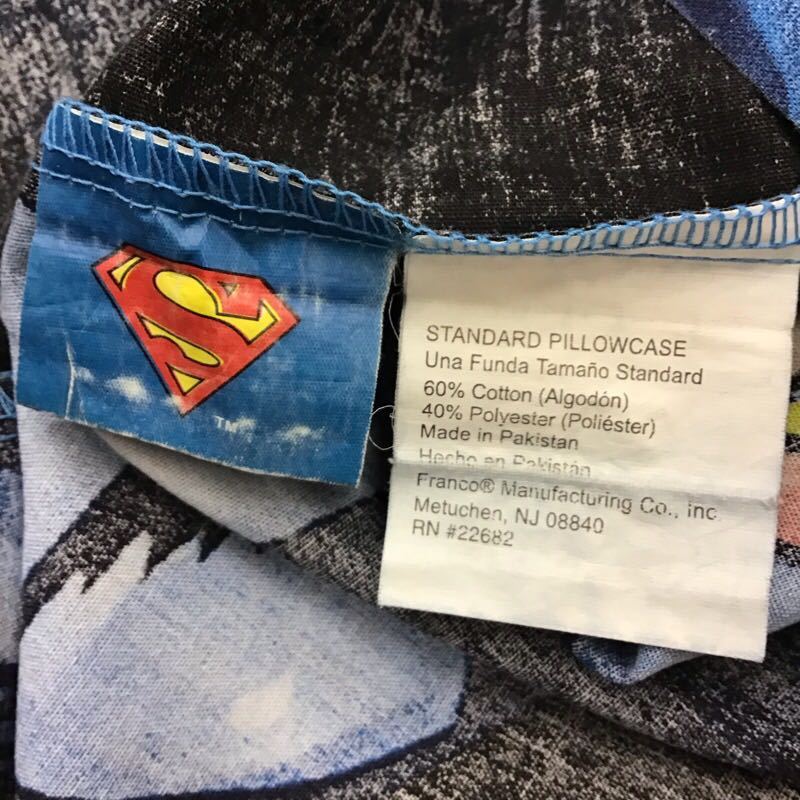 S
TM
STANDARD PILLOWCASE
Una Funda Tamaño Standard
60% Cotton (Algodón)
40% Polyester (Poliéster)
Made in Pakistan
Hecho en Pakistán
Franco® Manufacturing Co., Inc.
Metuchen, NJ 08840
RN #22682